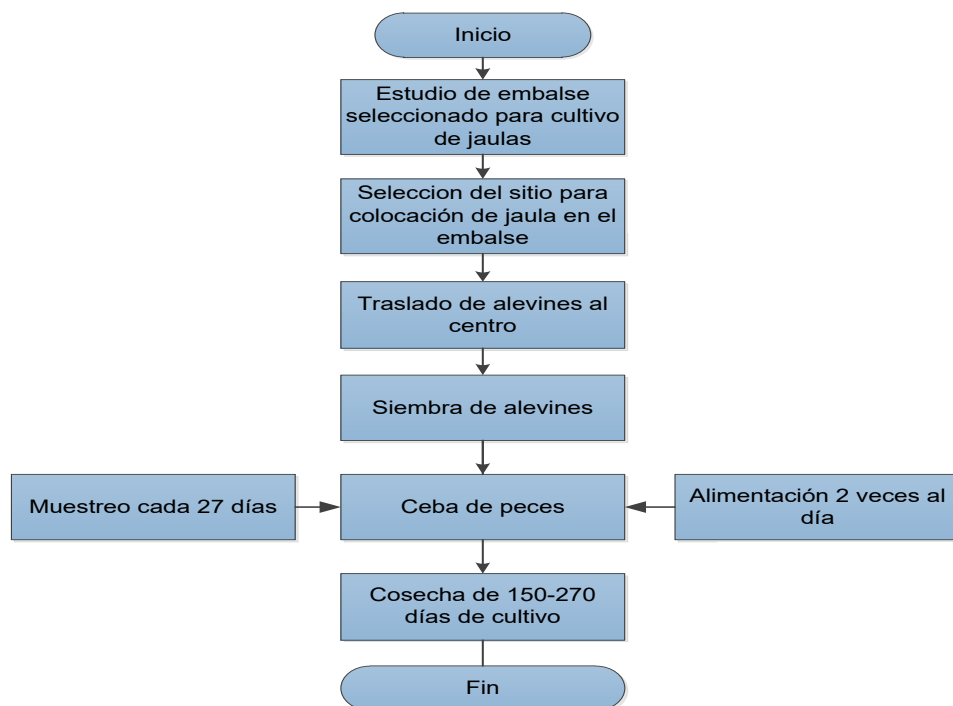 Inicio
Estudio de embalse
seleccionado para cultivo
de jaulas
Seleccion del sitio para
colocación de jaula en el
embalse
Traslado de alevines al
centro
Siembra de alevines
Muestreo cada 27 días
Ceba de peces
Alimentación 2 veces al
día
Cosecha de 150-270
días de cultivo
Fin